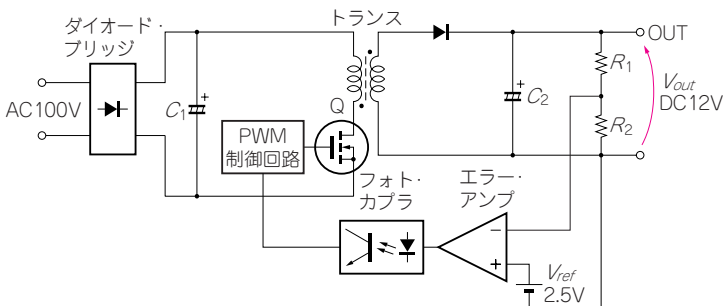 ダイオード・
ブリッジ
トランス
OUT
AC100V
C1
+
Q
C2
+
R1
R2
Vout
DC12V
PWM
制御回路
フォト・
カプラ
エラー・
アンプ
−
+
Vref
2.5V